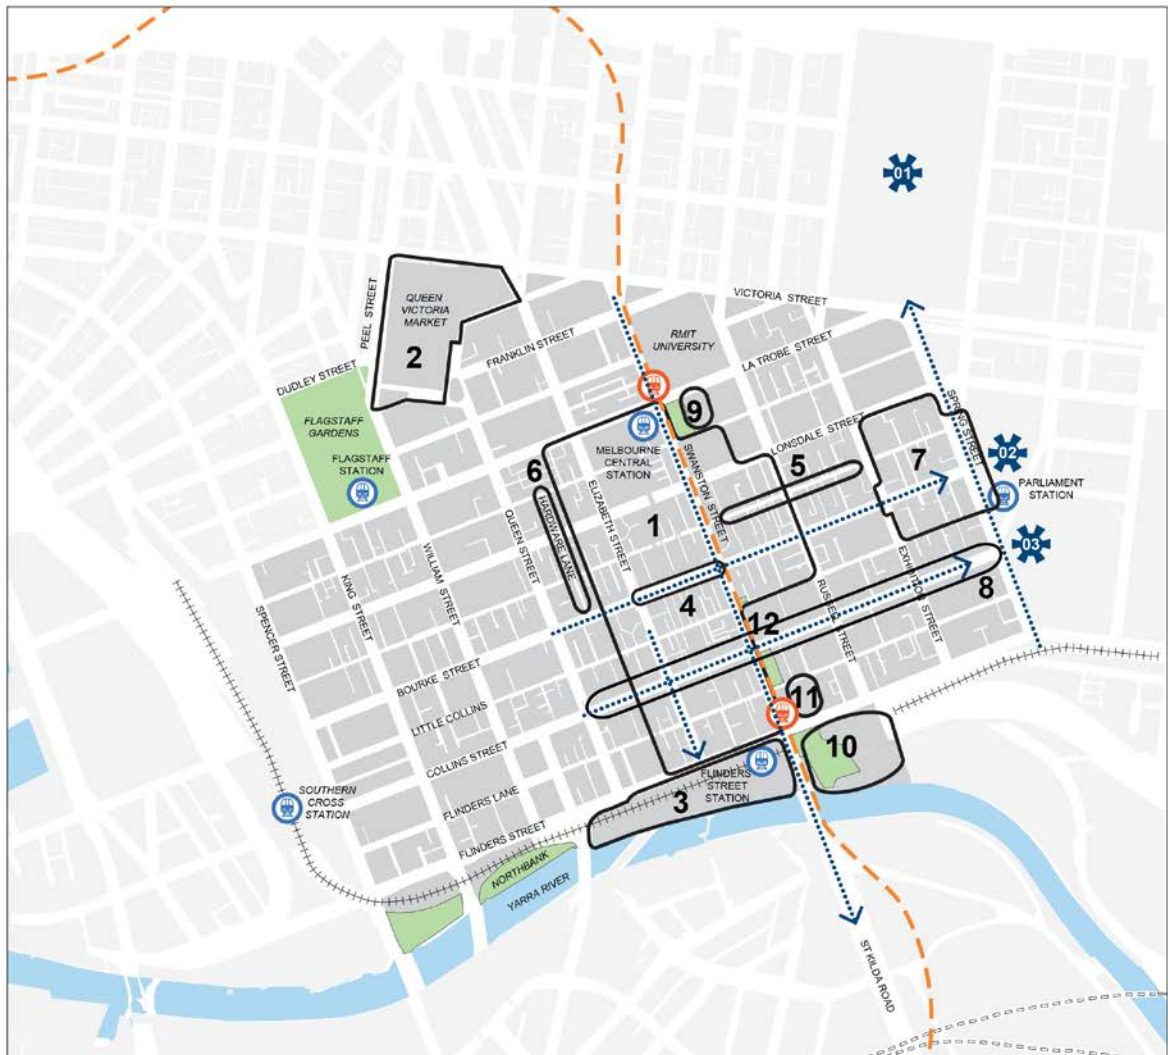 01
VICTORIA STREET
PEEL STREET
QUEEN
VICTORIA
MARKET
2
FRANKLIN STREET
RMIT
UNIVERSITY
LA TROBE STREET
DUDLEY STREET
FLAGSTAFF
GARDENS
FLAGSTAFF
STATION
9
SPRING STREET
MELBOURNE
CENTRAL
STATION
SWANSTON STREET
LONSDALE STREET
5
7
02
PARLIAMENT
STATION
6
HARDWARE LANE
ELIZABETH STREET
QUEEN STREET
1
03
EXHIBITION STREET
8
WILLIAM STREET
KING STREET
SPENCER STREET
4
12
RUSSELL STREET
BOURKE STREET
LITTLE COLLINS
11
COLLINS STREET
10
FLINDERS
STREET
STATION
3
SOUTHERN
CROSS
STATION
FLINDERS LANE
FLINDERS STREET
NORTHBANK
YARRA RIVER
ST KILDA ROAD